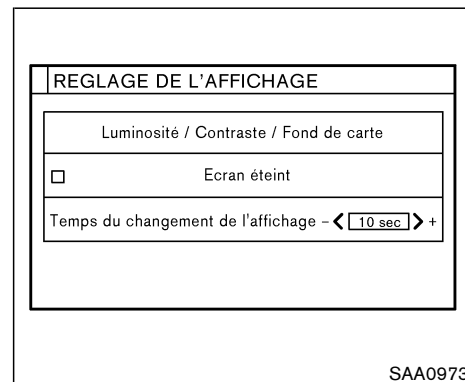 REGLAGE DE L'AFFICHAGE
Luminosité / Contraste / Fond de carte
Ecran éteint
Temps du changement de l'affichage – < 10 sec > +
SAA0973